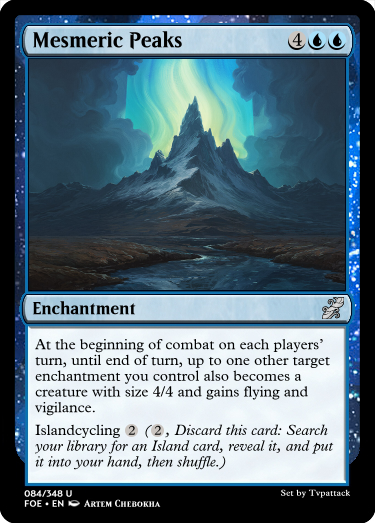 Mesmeric Peaks 4
Enchantment
At the beginning of combat on each players'
turn, until end of turn, up to one other target
enchantment you control also becomes a
creature with size 4/4 and gains flying and
vigilance.
Islandcycling 2 (2, Discard this card: Search
your library for an Island card, reveal it, and put
it into your hand, then shuffle.)
084/348 U
Set by Tvpattack
FOE • EN Artem Chebokha